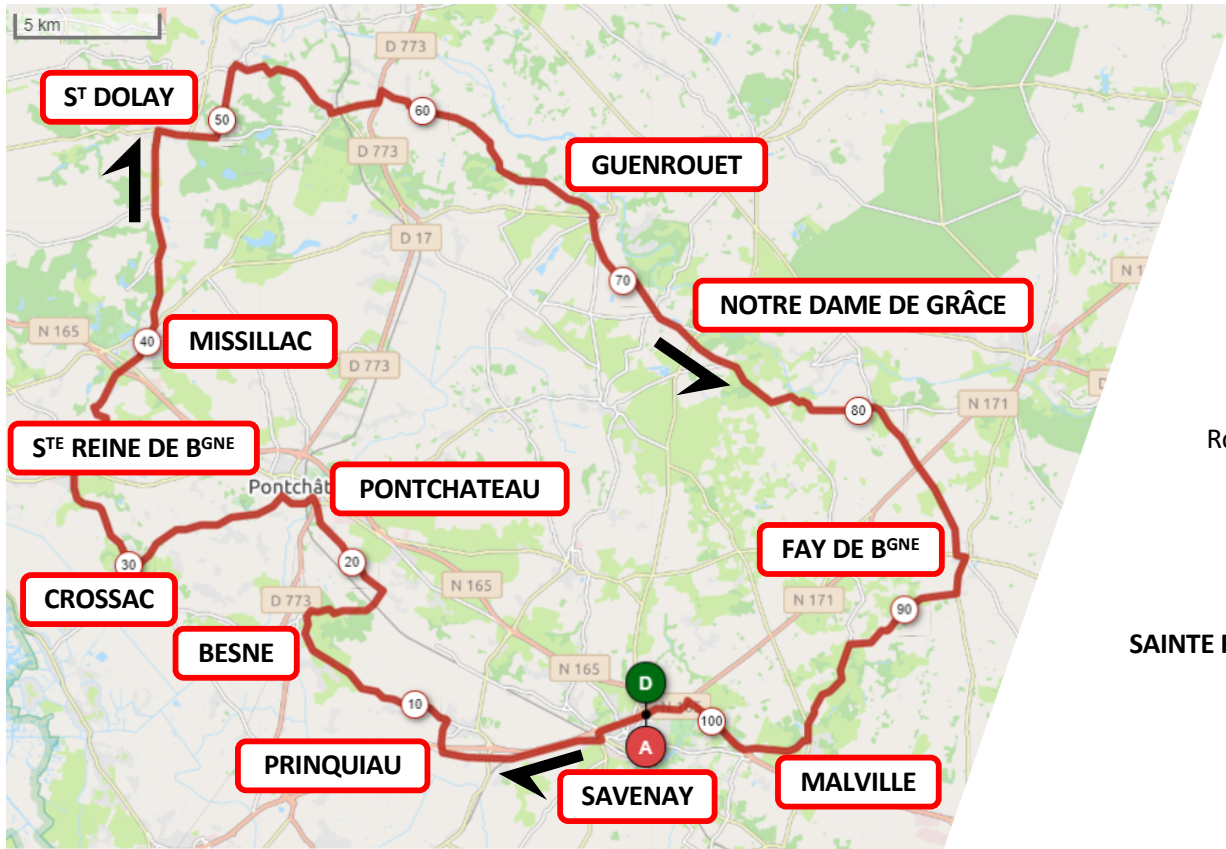 5 km
D 773
Sᵀ DOLAY
50
60
D 773
GUENROUET
D 17
70
N 1
NOTRE DAME DE GRÂCE
N 165
40
MISSILLAC
D 773
80
N 171
D
Sᵀᴱ REINE DE Bᴳᴺᴱ
Pontchât
PONTCHATEAU
FAY DE Bᴳᴺᴱ
20
30
N 165
CROSSAC
D 773
N 171
90
BESNE
SAINTE
N 165
D
10
N 165
100
A
PRINQUIAU
SAVENAY
MALVILLE